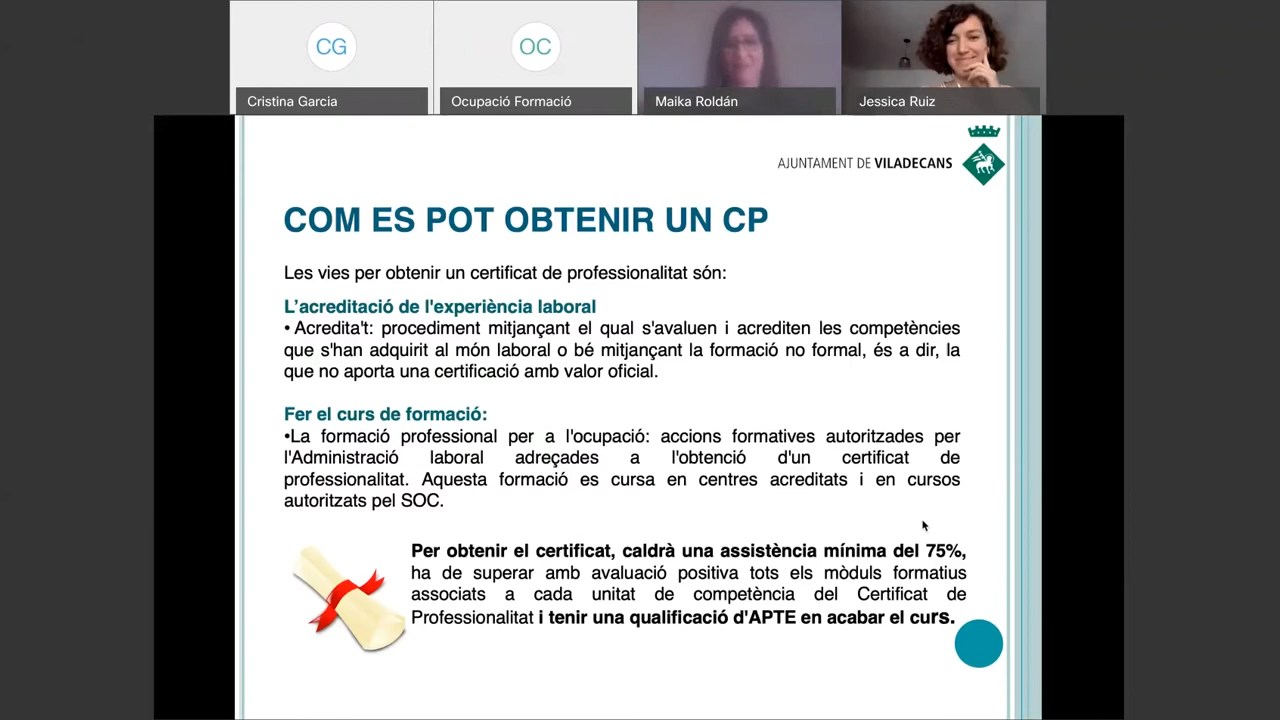 CG
OC
Cristina Garcia
Ocupació Formació
Maika Roldán
Jessica Ruiz
AJUNTAMENT DE VILADECANS
COM ES POT OBTENIR UN CP
Les vies per obtenir un certificat de professionalitat són:
L'acreditació de l'experiència laboral
• Acredita't: procediment mitjançant el qual s'avaluen i acrediten les competències
que s'han adquirit al món laboral o bé mitjançant la formació no formal, és a dir, la
que no aporta una certificació amb valor oficial.
Fer el curs de formació:
•La formació professional per a l'ocupació: accions formatives autoritzades per
l'Administració laboral adreçades a l'obtenció d'un certificat de
professionalitat. Aquesta formació es cursa en centres acreditats i en cursos
autoritzats pel SOC.
Per obtenir el certificat, caldrà una assistència mínima del 75%,
ha de superar amb avaluació positiva tots els mòduls formatius
associats a cada unitat de competència del Certificat de
Professionalitat i tenir una qualificació d'APTE en acabar el curs.